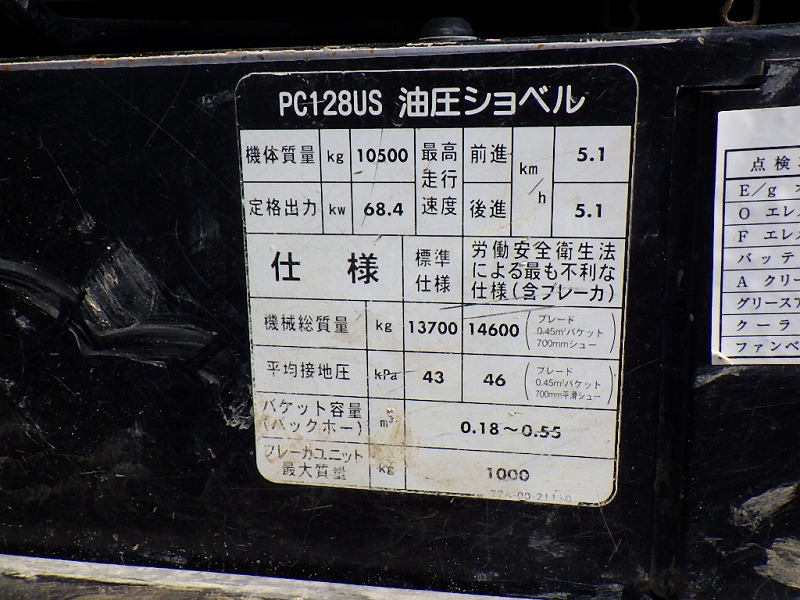 PC128US 油圧ショベル
機体質量 kg 10500 最高走行速度 前進 km/h 5.1
定格出力 kw 68.4 後進 5.1
仕様 標準仕様 労働安全衛生法による最も不利な仕様(含ブレーカ)
機械総質量 kg 13700 14600 (ブレード 0.45m³バケット 700mmシュー)
平均接地圧 kPa 43 46 (ブレード 0.45m³バケット 700mm平滑シュー)
バケット容量(バックホー) m³ 0.18～0.55
ブレーカユニット最大質量 kg 1000
点検
E/g
O エレ
F エレ
バッテ
A クリー
グリース
クーラ
ファンベ